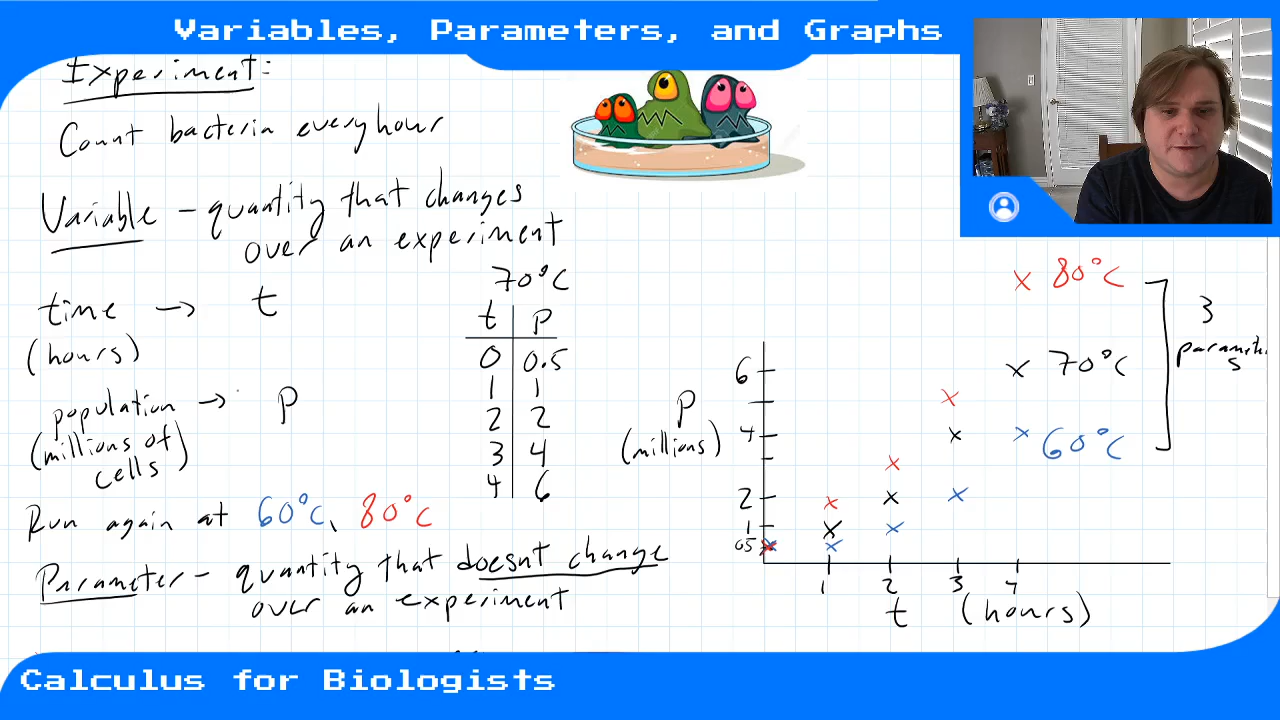 Variables, Parameters, and Graphs
Experiment:
Count bacteria every hour
Variable - quantity that changes
over an experiment
time → t
(hours)
population → p
(millions of
cells)
70°C
t p
0 0.5
1 1
2 2
3 4
4 6
Run again at 60°C, 80°C
Parameter - quantity that doesnt change
over an experiment
p
(millions)
6
4
2
1
05
1 2 3 4
t (hours)
x 80°C
x 70°C
x 60°C
3
parameter
s
Calculus for Biologists